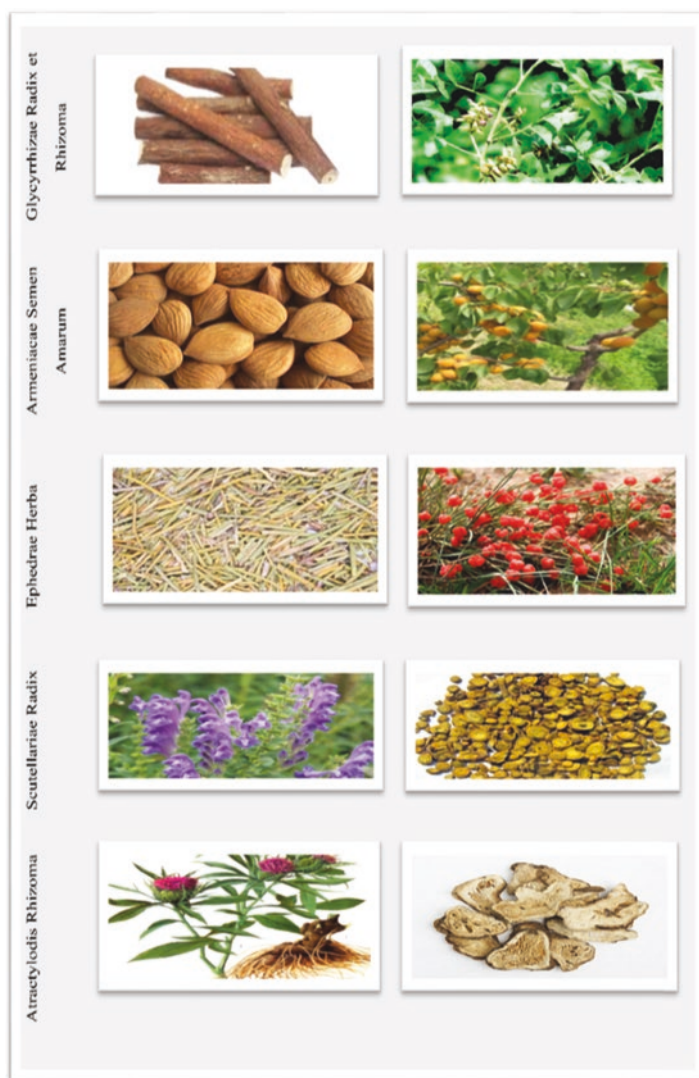 Glycyrrhizae Radix et
Rhizoma
Armeniacae Semen
Amarum
Ephedrae Herba
Scutellariae Radix
Atractylodis Rhizoma